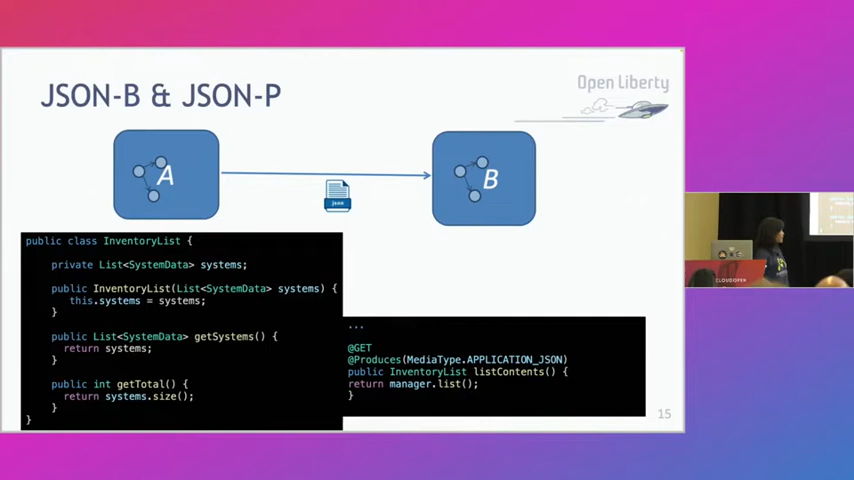 JSON-B & JSON-P
Open Liberty
A
json
B
public class InventoryList {
private List<SystemData> systems;
public InventoryList(List<SystemData> systems) {
this.systems = systems;
}
public List<SystemData> getSystems() {
return systems;
}
public int getTotal() {
return systems.size();
}
}
...
@GET
@Produces(MediaType.APPLICATION_JSON)
public InventoryList listContents() {
return manager.list();
}
15
CLOUDOPEN